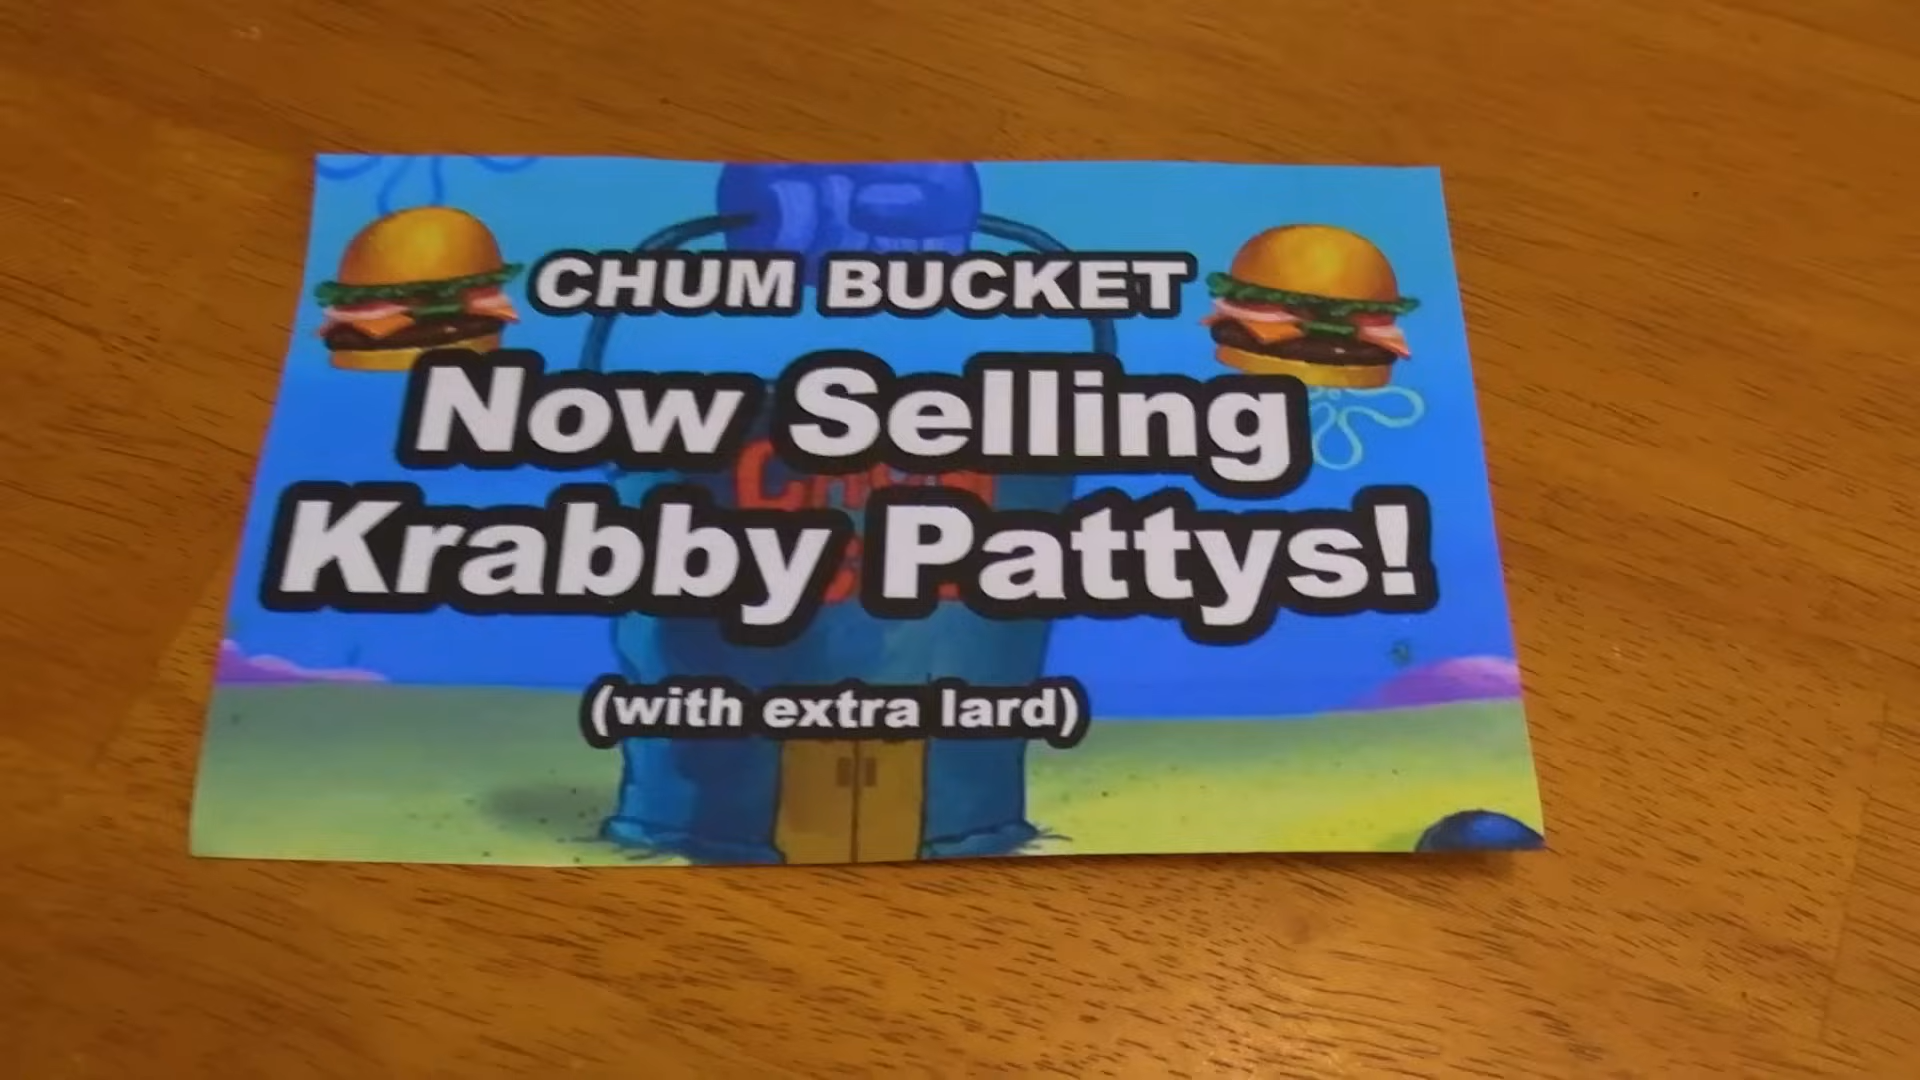 CHUM BUCKET
Now Selling
Krabby Pattys!
(with extra lard)